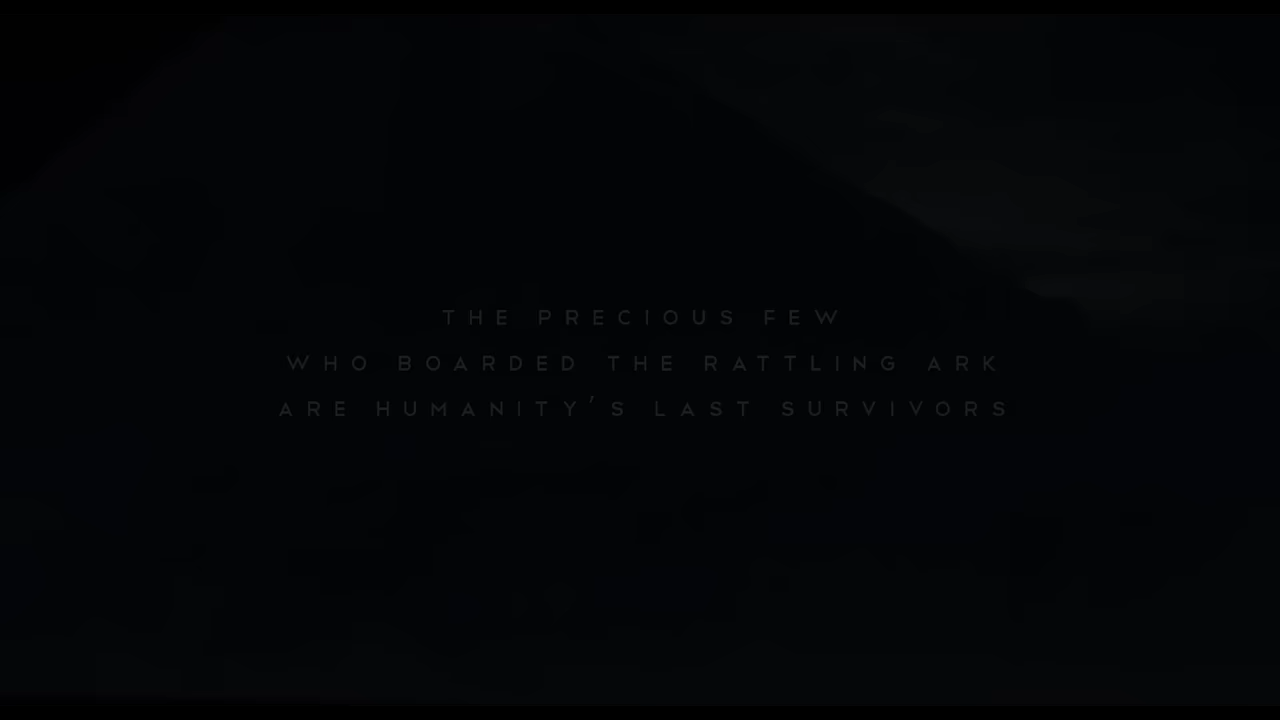 THE PRECIOUS FEW
WHO BOARDED THE RATTLING ARK
ARE HUMANITY'S LAST SURVIVORS